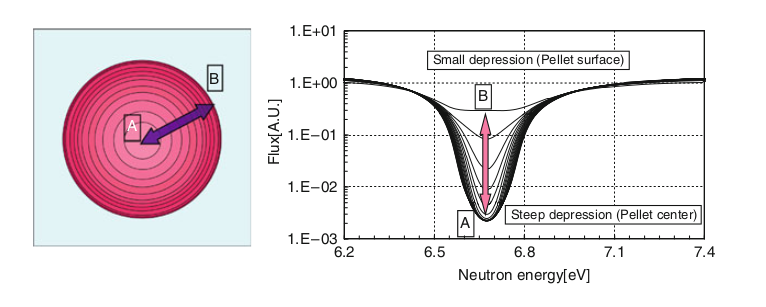 B
A
1.E+01
1.E+00
1.E−01
1.E−02
1.E−03
Flux[A.U.]
Small depression (Pellet surface)
B
A
Steep depression (Pellet center)
6.2 6.5 6.8 7.1 7.4
Neutron energy[eV]